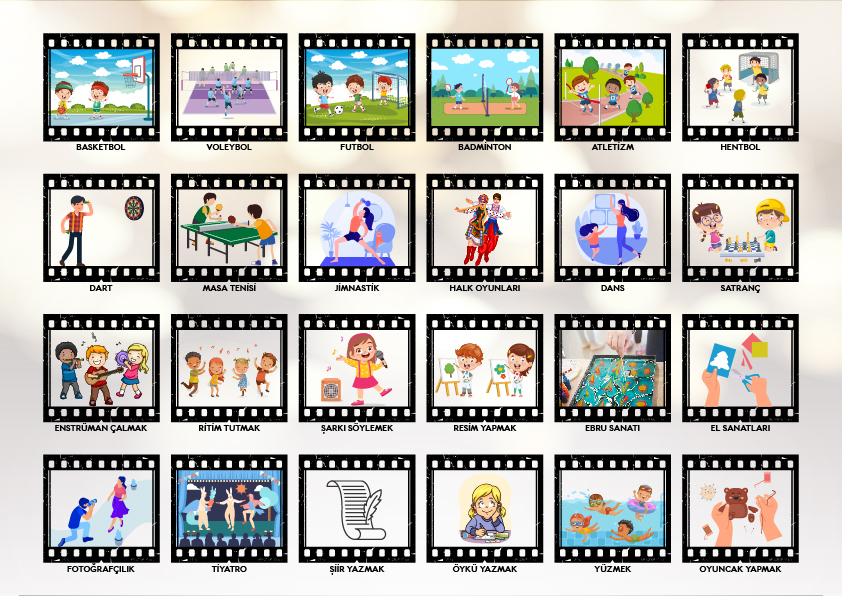 BASKETBOL
VOLEYBOL
FUTBOL
BADMİNTON
ATLETİZM
HENTBOL
DART
MASA TENİSİ
JİMNASTİK
HALK OYUNLARI
DANS
SATRANÇ
ENSTRÜMAN ÇALMAK
RİTİM TUTMAK
ŞARKI SÖYLEMEK
RESİM YAPMAK
EBRU SANATI
EL SANATLARI
FOTOĞRAFÇILIK
TİYATRO
ŞİİR YAZMAK
ÖYKÜ YAZMAK
YÜZMEK
OYUNCAK YAPMAK